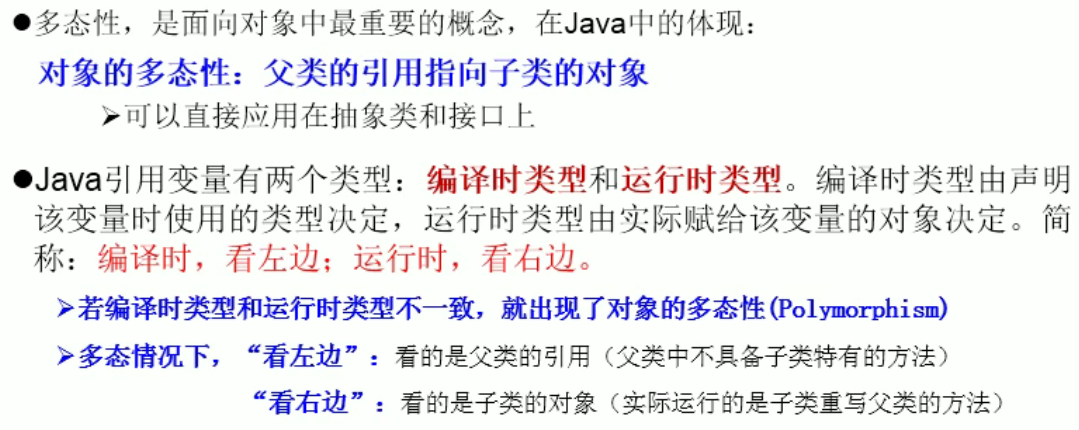 ●多态性，是面向对象中最重要的概念，在Java中的体现：
对象的多态性：父类的引用指向子类的对象
➢可以直接应用在抽象类和接口上
●Java引用变量有两个类型：编译时类型和运行时类型。编译时类型由声明
该变量时使用的类型决定，运行时类型由实际赋给该变量的对象决定。简
称：编译时，看左边；运行时，看右边。
➢若编译时类型和运行时类型不一致，就出现了对象的多态性(Polymorphism)
➢多态情况下，“看左边”：看的是父类的引用（父类中不具备子类特有的方法）
“看右边”：看的是子类的对象（实际运行的是子类重写父类的方法）